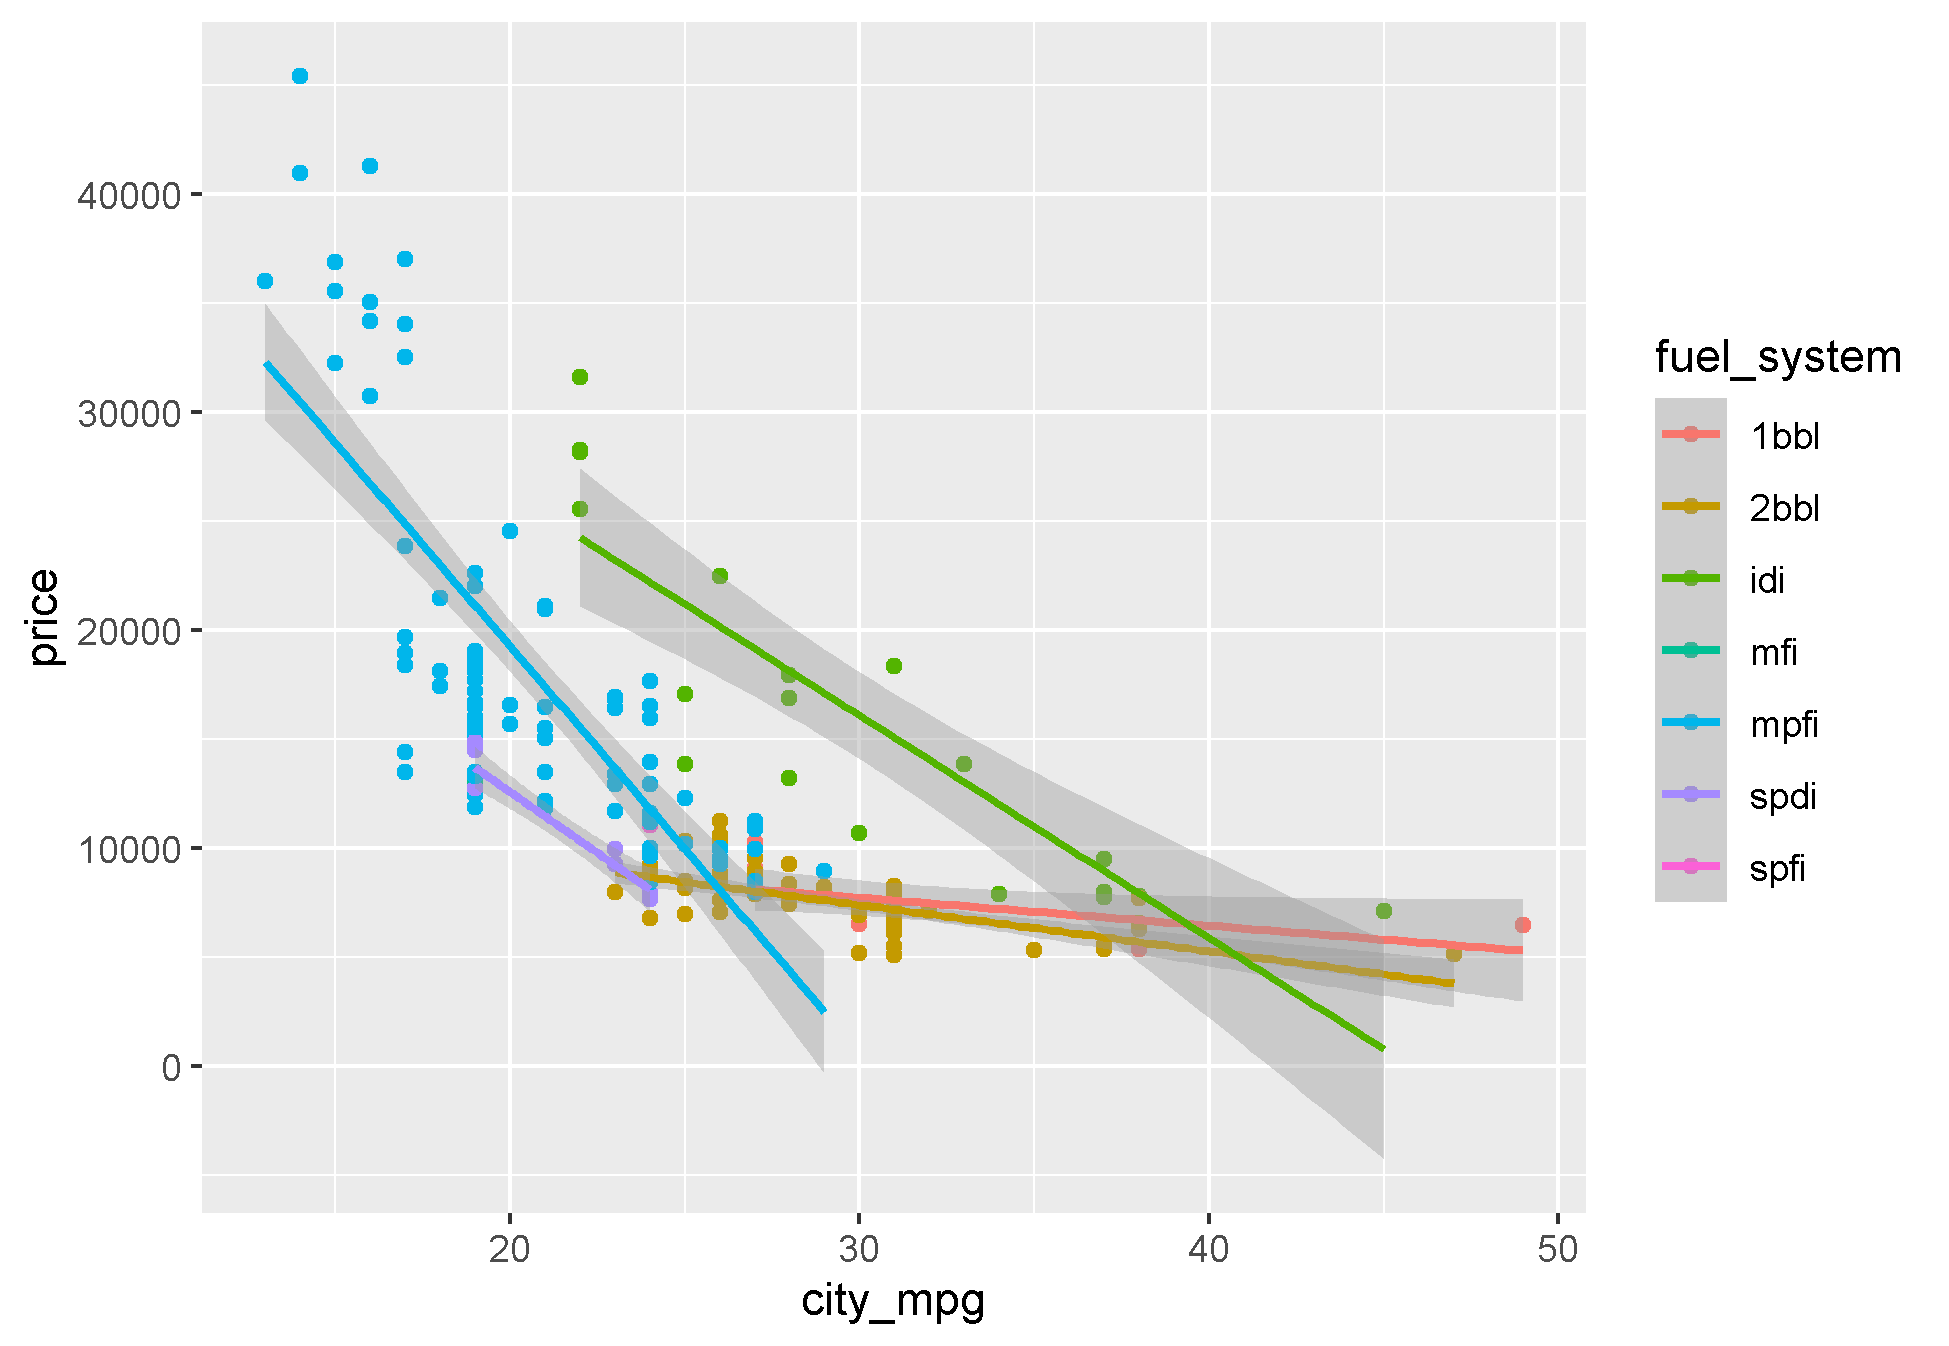 40000
30000
20000
10000
0
price
20
30
40
50
city_mpg
fuel_system
1bbl
2bbl
idi
mfi
mpfi
spdi
spfi